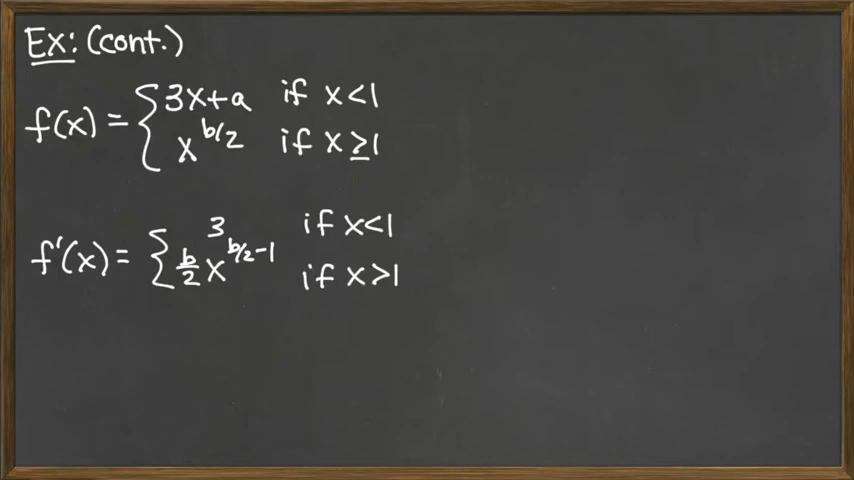 Ex: (cont.)
f(x) = { 3x+a if x<1
x^{b/2} if x≥1
f'(x) = { 3 if x<1
b/2 x^{b/2-1} if x>1